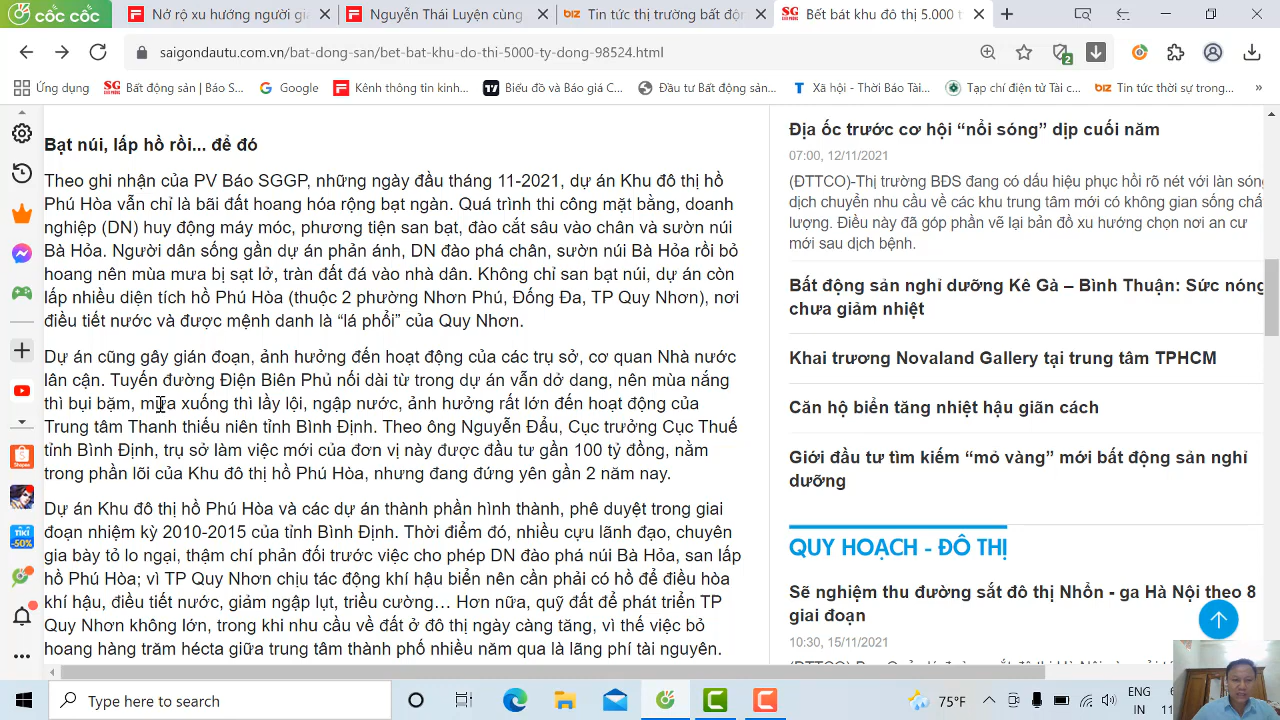 cốc cốc
Nở rộ xu hướng người gi
Nguyễn Thái Luyện cùng
Tin tức thị trường bất độn
Bết bát khu đô thị 5.000 t
saigondautu.com.vn/bat-dong-san/bet-bat-khu-do-thi-5000-ty-dong-98524.html
2
Ứng dụng
Bất động sản | Báo S...
Google
Kênh thông tin kinh...
Biểu đồ và Báo giá C...
Đầu tư Bất động sản...
Xã hội - Thời Báo Tài...
Tạp chí điện tử Tài c...
Tin tức thời sự trong...
»
Bạt núi, lấp hồ rồi... để đó
Theo ghi nhận của PV Báo SGGP, những ngày đầu tháng 11-2021, dự án Khu đô thị hồ
Phú Hòa vẫn chỉ là bãi đất hoang hóa rộng bạt ngàn. Quá trình thi công mặt bằng, doanh
nghiệp (DN) huy động máy móc, phương tiện san bạt, đào cắt sâu vào chân và sườn núi
Bà Hỏa. Người dân sống gần dự án phản ánh, DN đào phá chân, sườn núi Bà Hỏa rồi bỏ
hoang nên mùa mưa bị sạt lở, tràn đất đá vào nhà dân. Không chỉ san bạt núi, dự án còn
lấp nhiều diện tích hồ Phú Hòa (thuộc 2 phường Nhơn Phú, Đống Đa, TP Quy Nhơn), nơi
điều tiết nước và được mệnh danh là “lá phổi” của Quy Nhơn.
Dự án cũng gây gián đoạn, ảnh hưởng đến hoạt động của các trụ sở, cơ quan Nhà nước
lân cận. Tuyến đường Điện Biên Phủ nối dài từ trong dự án vẫn dở dang, nên mùa nắng
thì bụi bặm, mưa xuống thì lầy lội, ngập nước, ảnh hưởng rất lớn đến hoạt động của
Trung tâm Thanh thiếu niên tỉnh Bình Định. Theo ông Nguyễn Đẩu, Cục trưởng Cục Thuế
tỉnh Bình Định, trụ sở làm việc mới của đơn vị này được đầu tư gần 100 tỷ đồng, nằm
trong phần lõi của Khu đô thị hồ Phú Hòa, nhưng đang đứng yên gần 2 năm nay.
Dự án Khu đô thị hồ Phú Hòa và các dự án thành phần hình thành, phê duyệt trong giai
đoạn nhiệm kỳ 2010-2015 của tỉnh Bình Định. Thời điểm đó, nhiều cựu lãnh đạo, chuyên
gia bày tỏ lo ngại, thậm chí phản đối trước việc cho phép DN đào phá núi Bà Hỏa, san lấp
hồ Phú Hòa; vì TP Quy Nhơn chịu tác động khí hậu biển nên cần phải có hồ để điều hòa
khí hậu, điều tiết nước, giảm ngập lụt, triều cường… Hơn nữa, quỹ đất để phát triển TP
Quy Nhơn không lớn, trong khi nhu cầu về đất ở đô thị ngày càng tăng, vì thế việc bỏ
hoang hàng trăm hécta giữa trung tâm thành phố nhiều năm qua là lãng phí tài nguyên.
Địa ốc trước cơ hội “nổi sóng” dịp cuối năm
07:00, 12/11/2021
(ĐTTCO)-Thị trường BĐS đang có dấu hiệu phục hồi rõ nét với làn sóng
dịch chuyển nhu cầu về các khu trung tâm mới có không gian sống chất
lượng. Điều này đã góp phần vẽ lại bản đồ xu hướng chọn nơi an cư
mới sau dịch bệnh.
Bất động sản nghỉ dưỡng Kê Gà – Bình Thuận: Sức nóng
chưa giảm nhiệt
Khai trương Novaland Gallery tại trung tâm TPHCM
Căn hộ biển tăng nhiệt hậu giãn cách
Giới đầu tư tìm kiếm “mỏ vàng” mới bất động sản nghỉ
dưỡng
QUY HOẠCH - ĐÔ THỊ
Sẽ nghiệm thu đường sắt đô thị Nhổn - ga Hà Nội theo 8
giai đoạn
10:30, 15/11/2021
Type here to search
75°F
ENG
IN